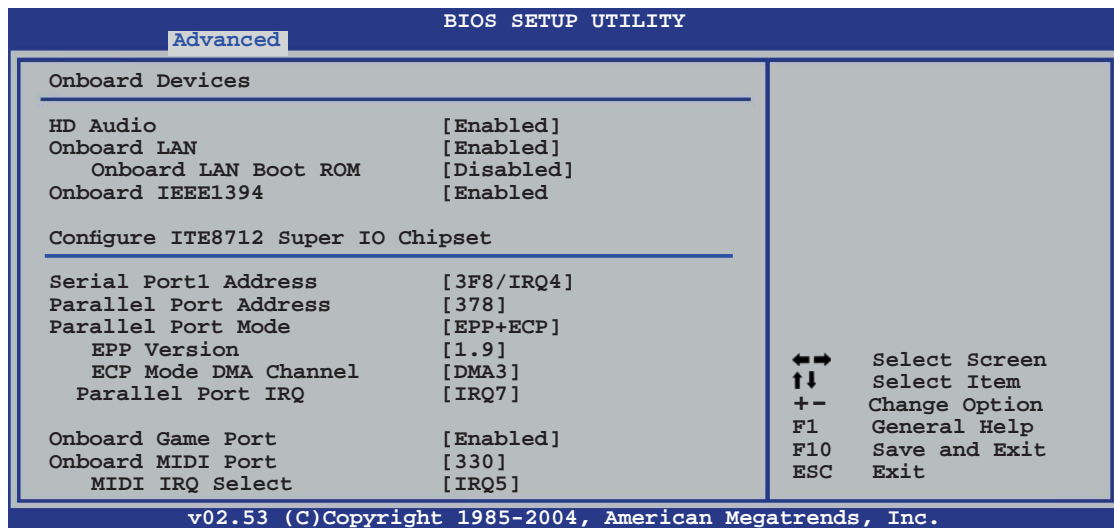 BIOS SETUP UTILITY
Advanced
Onboard Devices
HD Audio [Enabled]
Onboard LAN [Enabled]
Onboard LAN Boot ROM [Disabled]
Onboard IEEE1394 [Enabled
Configure ITE8712 Super IO Chipset
Serial Port1 Address [3F8/IRQ4]
Parallel Port Address [378]
Parallel Port Mode [EPP+ECP]
EPP Version [1.9]
ECP Mode DMA Channel [DMA3]
Parallel Port IRQ [IRQ7]
Onboard Game Port [Enabled]
Onboard MIDI Port [330]
MIDI IRQ Select [IRQ5]
←→ Select Screen
↑↓ Select Item
+- Change Option
F1 General Help
F10 Save and Exit
ESC Exit
v02.53 (C)Copyright 1985-2004, American Megatrends, Inc.